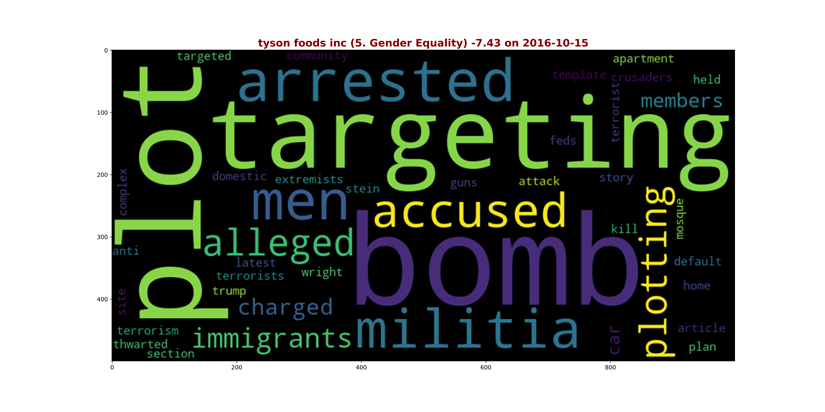 tyson foods inc (5. Gender Equality) -7.43 on 2016-10-15
0
100
200
300
400
0 200 400 600 800
targeted community apartment
plot arrested template crusaders held
terrorist members
targeting
feds
complex domestic extremists stein guns attack story
men accused plotting mosque
kill
anti alleged bomb
latest default
terrorists wright
site trump home
charged
terrorism militia car article
thwarted immigrants plan
section